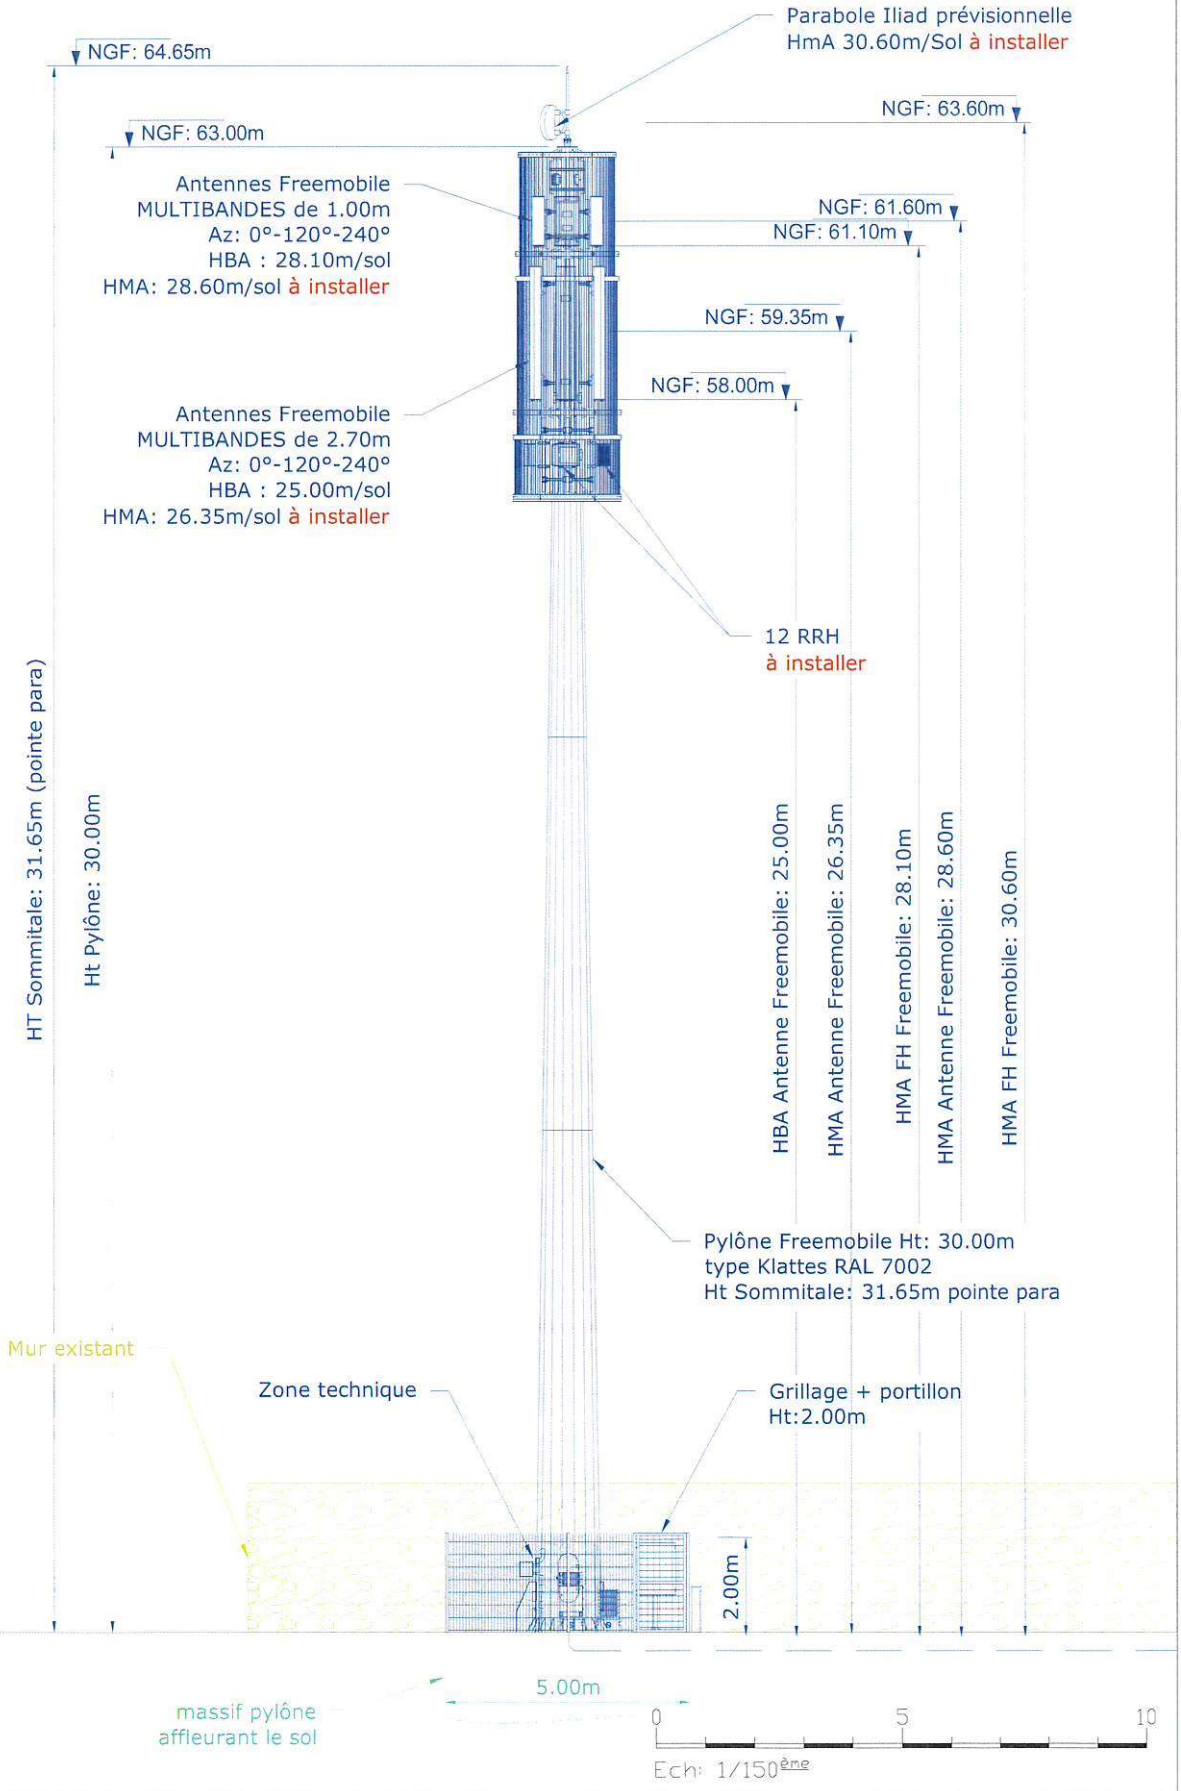 Parabole Iliad prévisionnelle
HmA 30.60m/Sol à installer
NGF: 64.65m
NGF: 63.60m
NGF: 63.00m
Antennes Freemobile
MULTIBANDES de 1.00m
Az: 0°-120°-240°
HBA : 28.10m/sol
HMA: 28.60m/sol à installer
NGF: 61.60m
NGF: 61.10m
NGF: 59.35m
NGF: 58.00m
Antennes Freemobile
MULTIBANDES de 2.70m
Az: 0°-120°-240°
HBA : 25.00m/sol
HMA: 26.35m/sol à installer
12 RRH
à installer
HT Sommitale: 31.65m (pointe para)
Ht Pylône: 30.00m
HBA Antenne Freemobile: 25.00m
HMA Antenne Freemobile: 26.35m
HMA FH Freemobile: 28.10m
HMA Antenne Freemobile: 28.60m
HMA FH Freemobile: 30.60m
Pylône Freemobile Ht: 30.00m
type Klattes RAL 7002
Ht Sommitale: 31.65m pointe para
Mur existant
Zone technique
Grillage + portillon
Ht:2.00m
2.00m
5.00m
massif pylône
affleurant le sol
0 5 10
Ech: 1/150ème